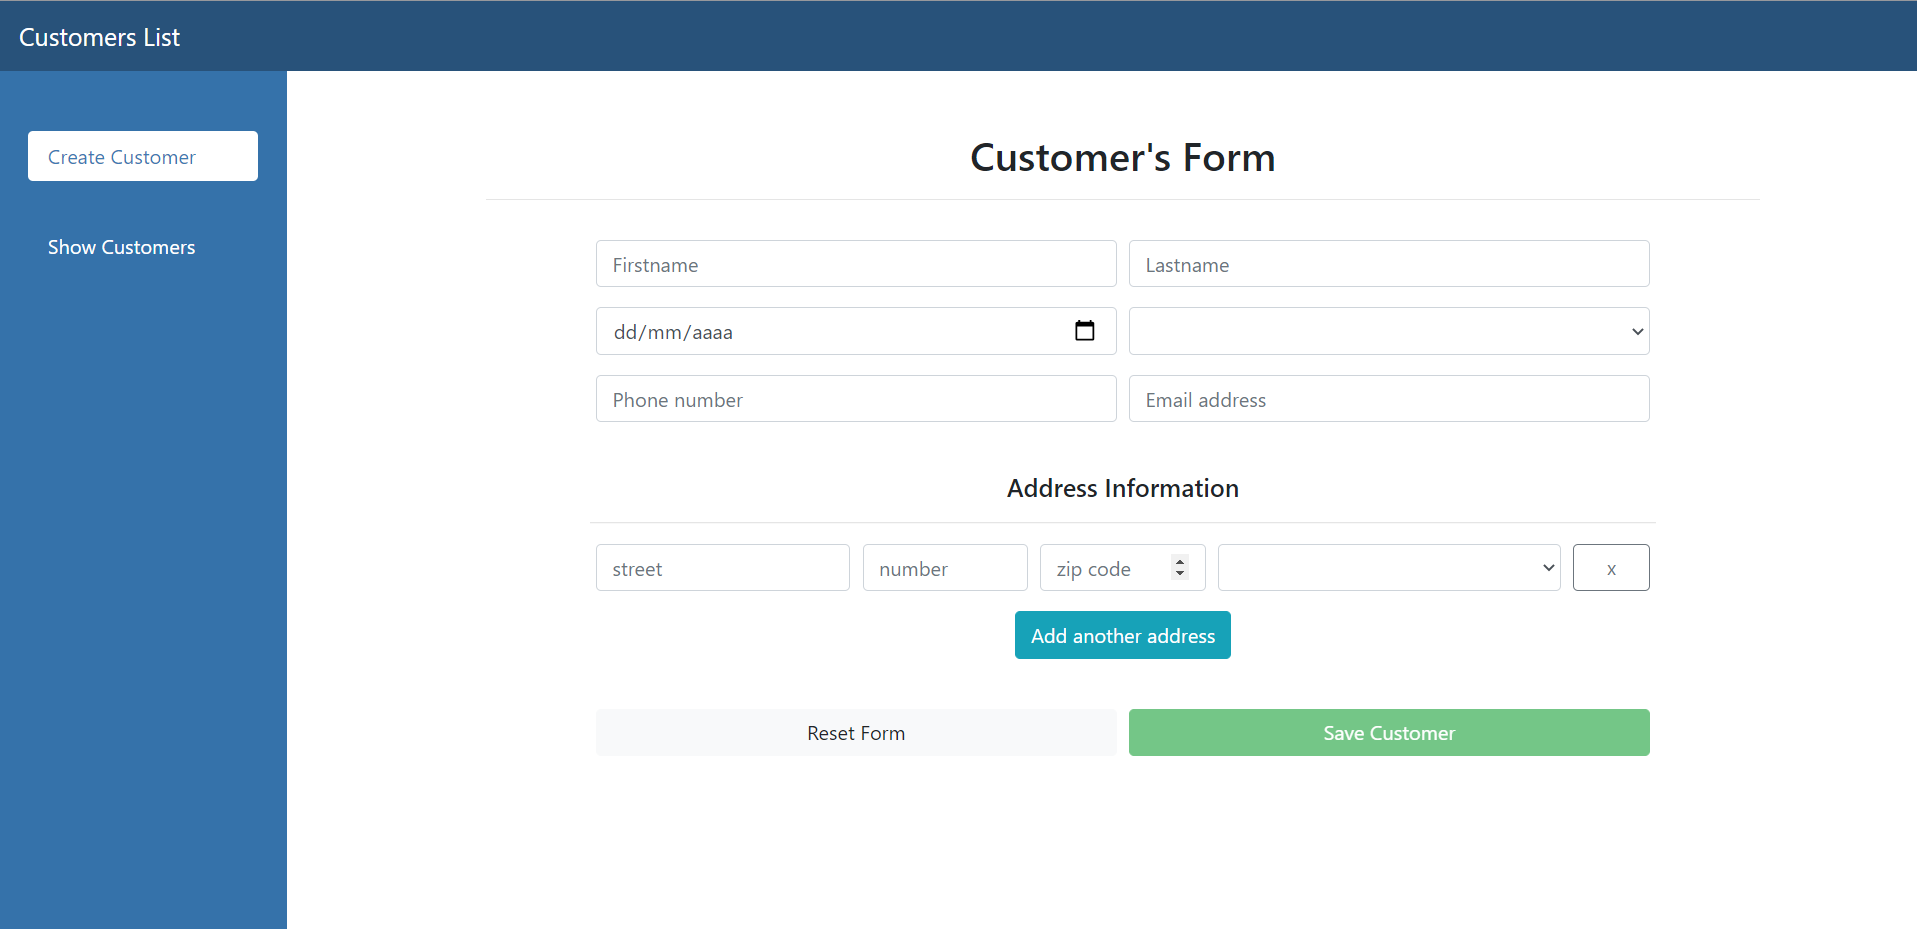 Customers List
Create Customer
Show Customers
Customer's Form
Firstname
Lastname
dd/mm/aaaa
Phone number
Email address
Address Information
street
number
zip code
x
Add another address
Reset Form
Save Customer